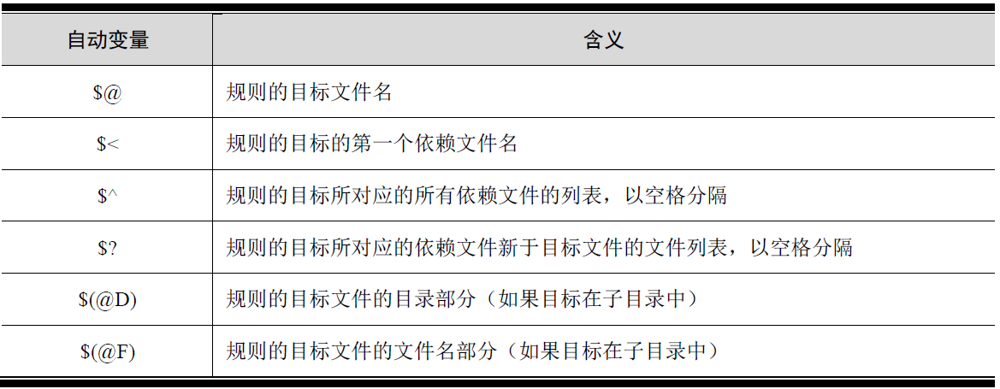 自动变量 含义
$@ 规则的目标文件名
$< 规则的目标的第一个依赖文件名
$^ 规则的目标所对应的所有依赖文件的列表，以空格分隔
$? 规则的目标所对应的依赖文件新于目标文件的文件列表，以空格分隔
$(@D) 规则的目标文件的目录部分（如果目标在子目录中）
$(@F) 规则的目标文件的文件名部分（如果目标在子目录中）